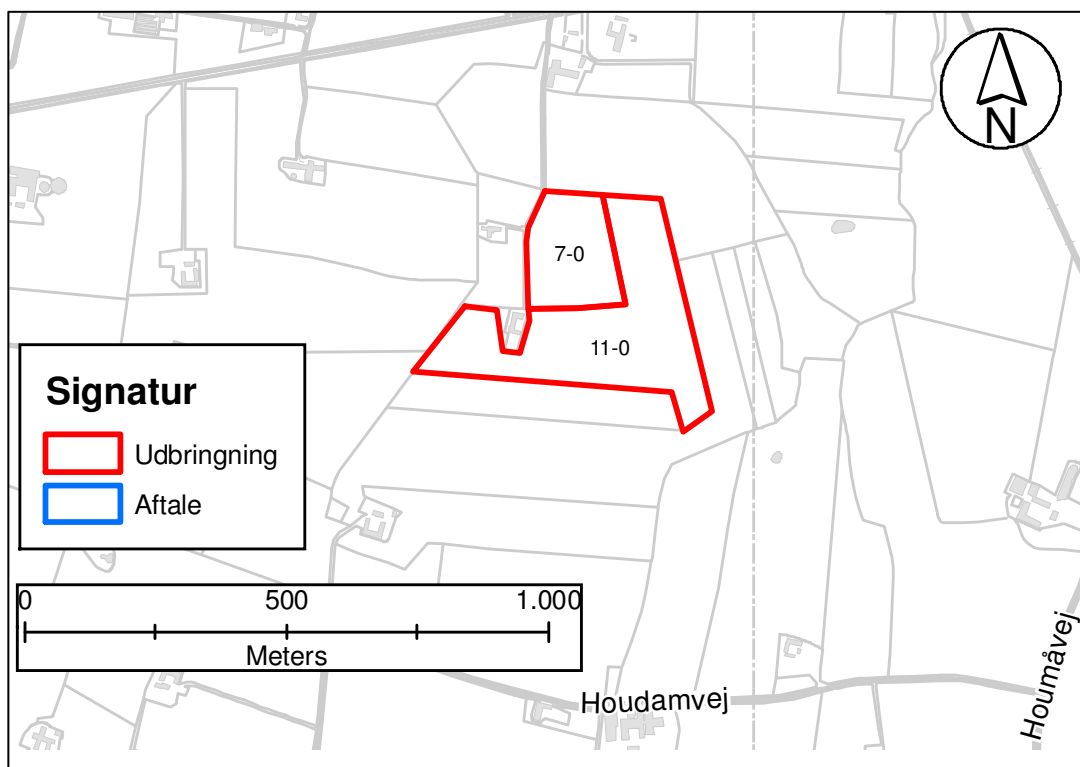 N
7-0
11-0
Signatur
Udbringning
Aftale
0 500 1.000
Meters
Houdamvej
Houmåvej